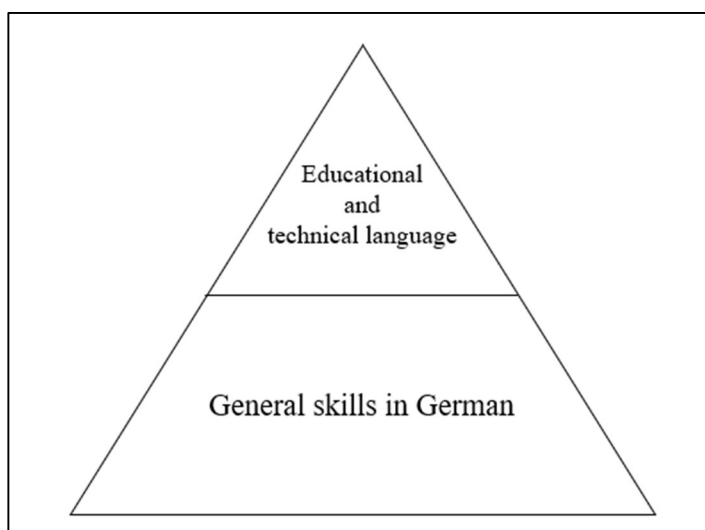 Educational
and
technical language
General skills in German